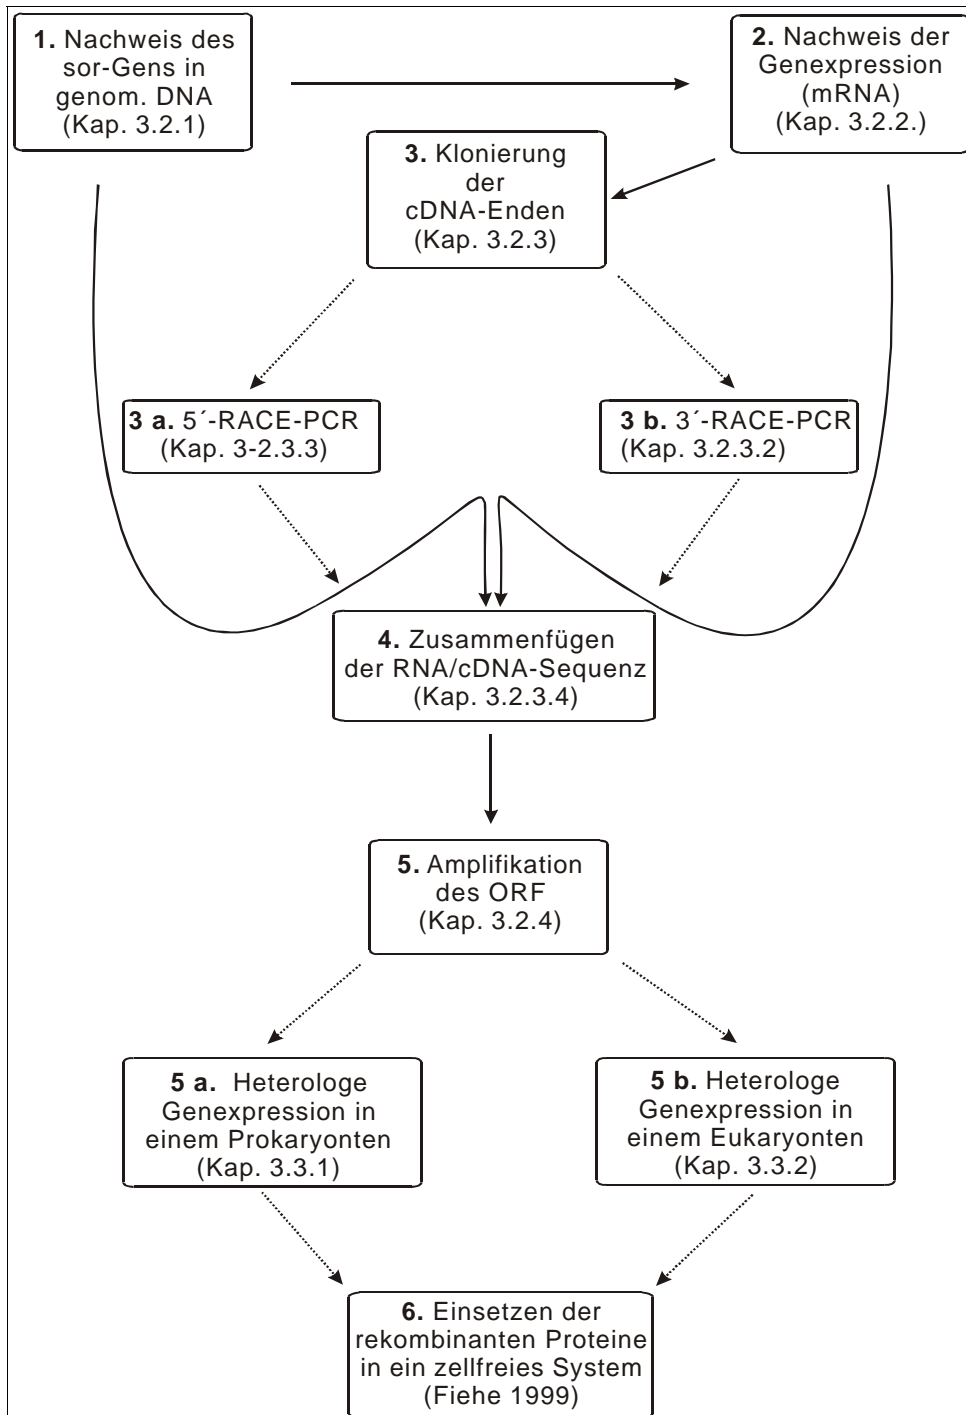 1. Nachweis des
sor-Gens in
genom. DNA
(Kap. 3.2.1)
2. Nachweis der
Genexpression
(mRNA)
(Kap. 3.2.2.)
3. Klonierung
der
cDNA-Enden
(Kap. 3.2.3)
3 a. 5´-RACE-PCR
(Kap. 3-2.3.3)
3 b. 3´-RACE-PCR
(Kap. 3.2.3.2)
4. Zusammenfügen
der RNA/cDNA-Sequenz
(Kap. 3.2.3.4)
5. Amplifikation
des ORF
(Kap. 3.2.4)
5 a. Heterologe
Genexpression in
einem Prokaryonten
(Kap. 3.3.1)
5 b. Heterologe
Genexpression in
einem Eukaryonten
(Kap. 3.3.2)
6. Einsetzen der
rekombinanten Proteine
in ein zellfreies System
(Fiehe 1999)